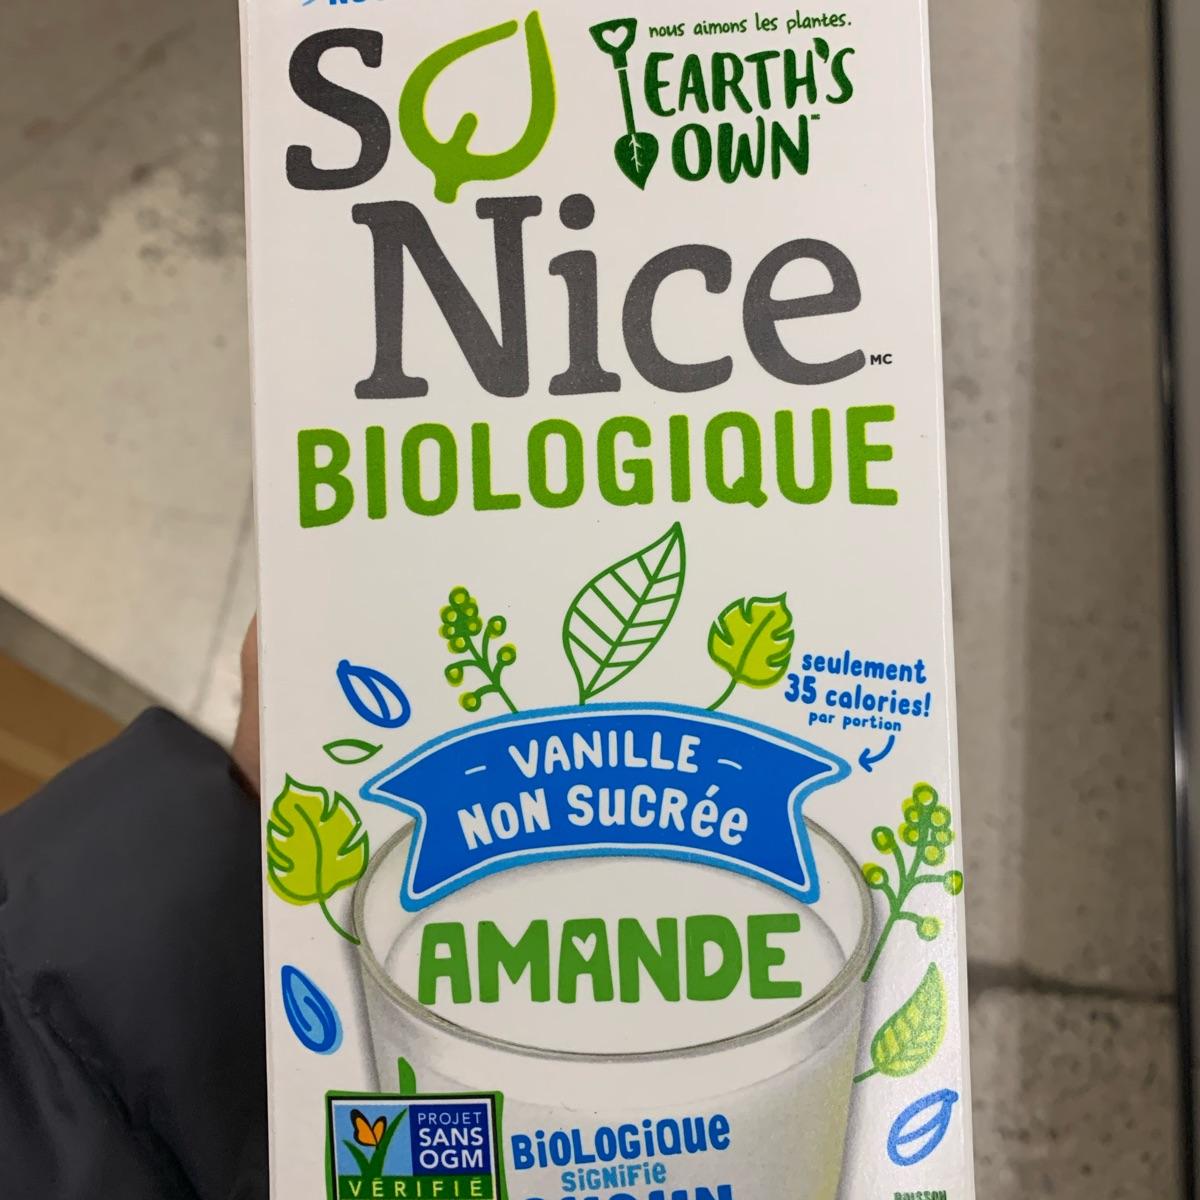 nous aimons les plantes.
EARTH'S
OWN
So
Nice MC
BIOLOGIQUE
seulement
35 calories!
par portion
- VANILLE -
NON SUCRée
AMANDE
PROJET
SANS
OGM
VÉRIFIÉ
BiOLOGiQUe
SiGNiFie
BOISSON